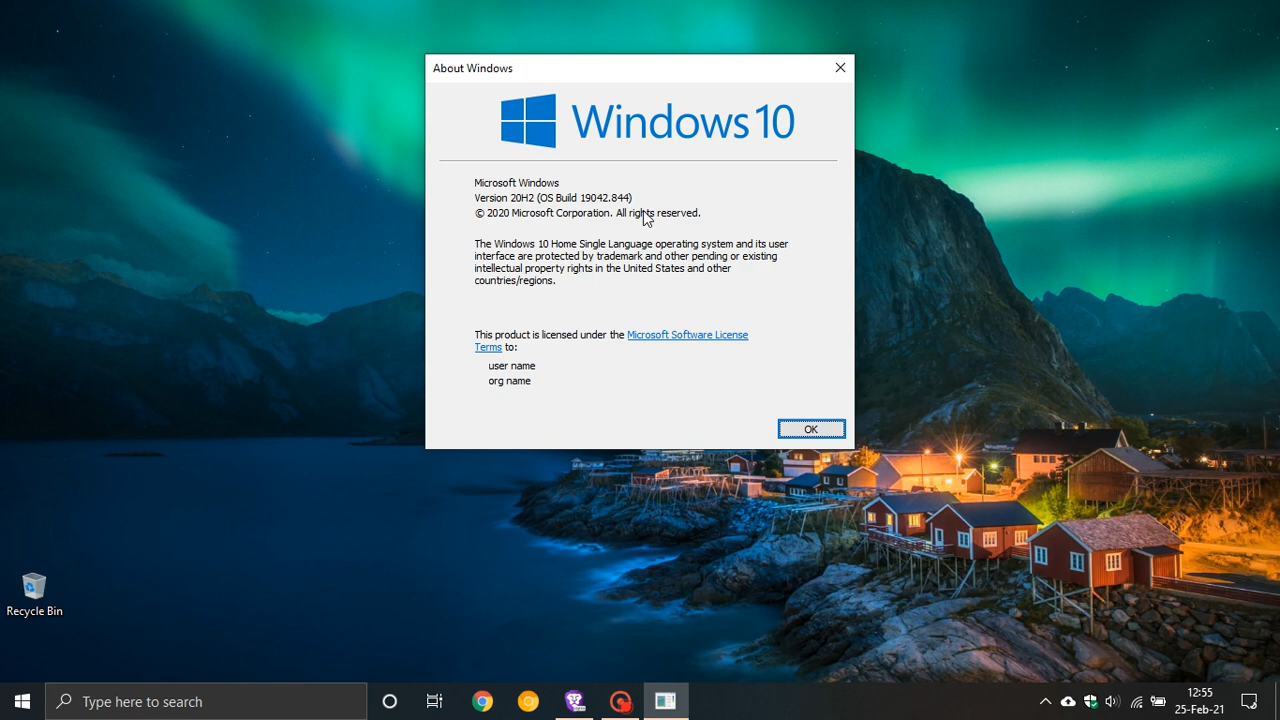 About Windows
Windows 10
Microsoft Windows
Version 20H2 (OS Build 19042.844)
© 2020 Microsoft Corporation. All rights reserved.
The Windows 10 Home Single Language operating system and its user
interface are protected by trademark and other pending or existing
intellectual property rights in the United States and other
countries/regions.
This product is licensed under the Microsoft Software License
Terms to:
user name
org name
OK
Recycle Bin
Type here to search
12:55
25-Feb-21